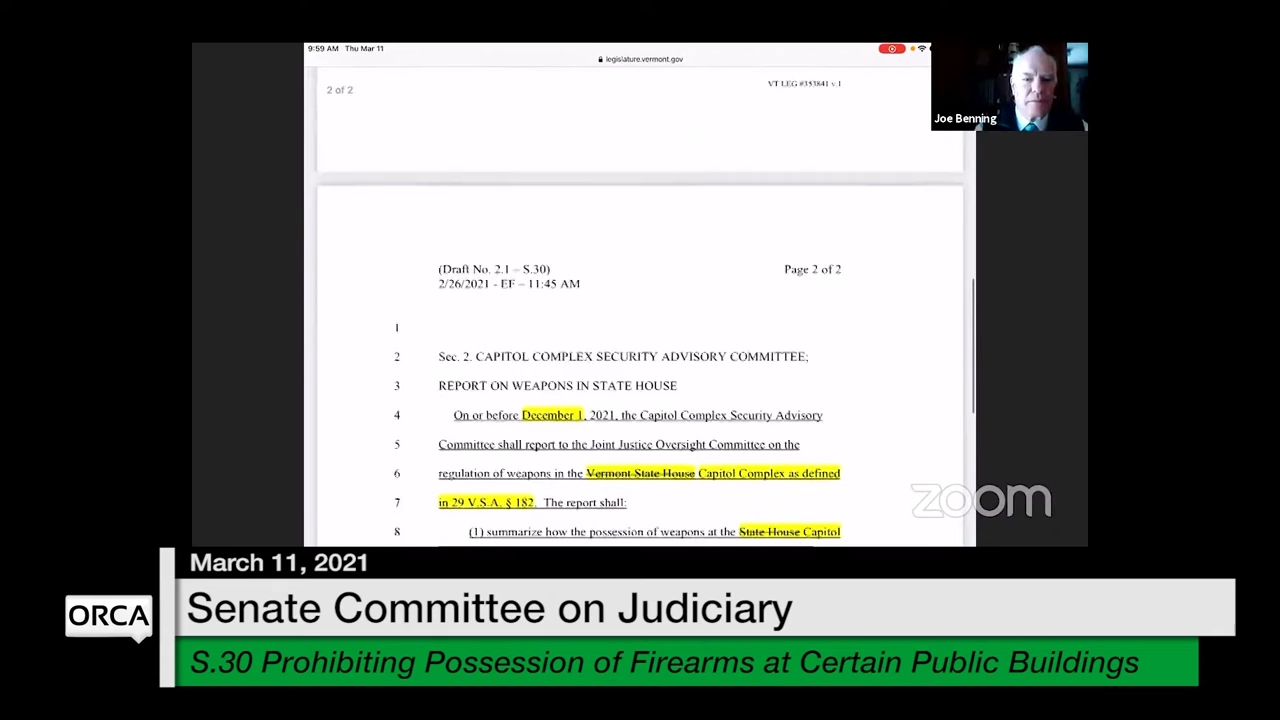 9:59 AM Thu Mar 11
legislature.vermont.gov
2 of 2
VT LEG #353841 v.1
Joe Benning
(Draft No. 2.1 – S.30)
Page 2 of 2
2/26/2021 - EF – 11:45 AM
1
2 Sec. 2. CAPITOL COMPLEX SECURITY ADVISORY COMMITTEE;
3 REPORT ON WEAPONS IN STATE HOUSE
4 On or before December 1, 2021, the Capitol Complex Security Advisory
5 Committee shall report to the Joint Justice Oversight Committee on the
6 regulation of weapons in the Vermont State House Capitol Complex as defined
7 in 29 V.S.A. § 182. The report shall:
8 (1) summarize how the possession of weapons at the State House Capitol
zoom
March 11, 2021
ORCA
Senate Committee on Judiciary
S.30 Prohibiting Possession of Firearms at Certain Public Buildings